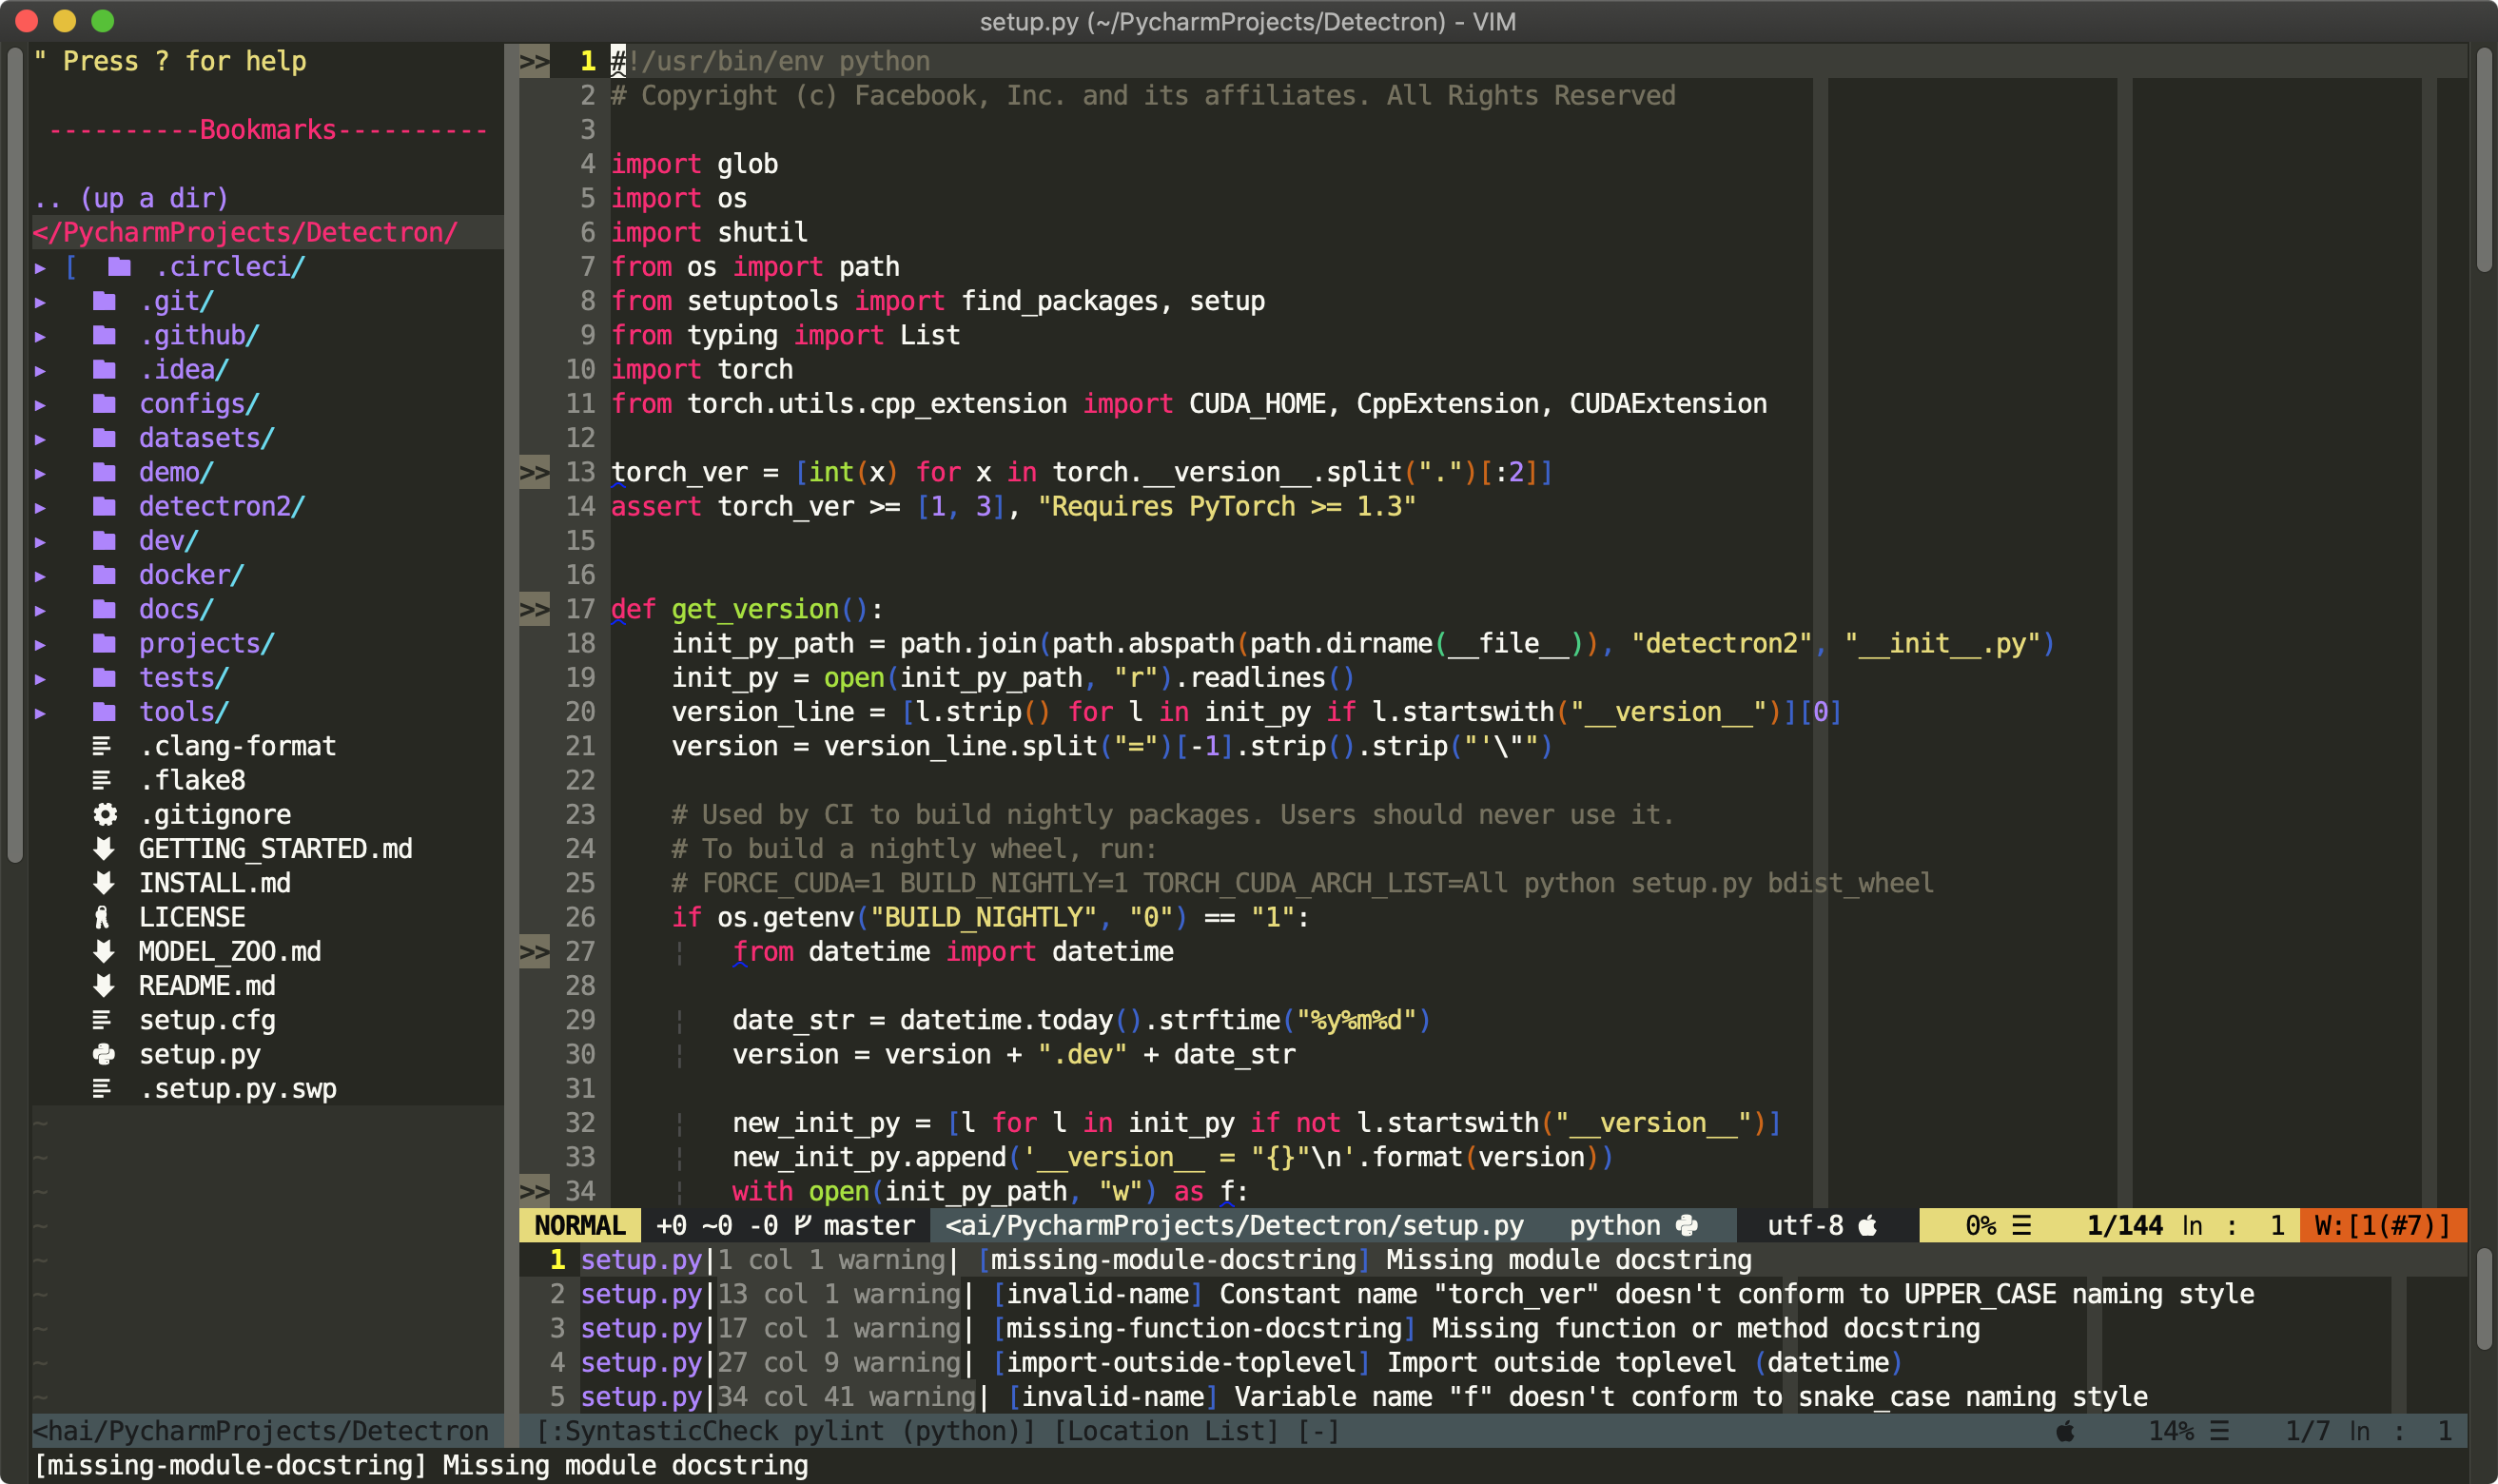 setup.py (~/PycharmProjects/Detectron) - VIM
" Press ? for help
----------Bookmarks----------
.. (up a dir)
</PycharmProjects/Detectron/
▸ [ .circleci/
▸ .git/
▸ .github/
▸ .idea/
▸ configs/
▸ datasets/
▸ demo/
▸ detectron2/
▸ dev/
▸ docker/
▸ docs/
▸ projects/
▸ tests/
▸ tools/
.clang-format
.flake8
.gitignore
GETTING_STARTED.md
INSTALL.md
LICENSE
MODEL_ZOO.md
README.md
setup.cfg
setup.py
.setup.py.swp
~
~
~
~
~
~
~
~
~
<hai/PycharmProjects/Detectron
>> 1 #!/usr/bin/env python
2 # Copyright (c) Facebook, Inc. and its affiliates. All Rights Reserved
3
4 import glob
5 import os
6 import shutil
7 from os import path
8 from setuptools import find_packages, setup
9 from typing import List
10 import torch
11 from torch.utils.cpp_extension import CUDA_HOME, CppExtension, CUDAExtension
12
>> 13 torch_ver = [int(x) for x in torch.__version__.split(".")[:2]]
14 assert torch_ver >= [1, 3], "Requires PyTorch >= 1.3"
15
16
>> 17 def get_version():
18     init_py_path = path.join(path.abspath(path.dirname(__file__)), "detectron2", "__init__.py")
19     init_py = open(init_py_path, "r").readlines()
20     version_line = [l.strip() for l in init_py if l.startswith("__version__")][0]
21     version = version_line.split("=")[-1].strip().strip("'\"")
22
23     # Used by CI to build nightly packages. Users should never use it.
24     # To build a nightly wheel, run:
25     # FORCE_CUDA=1 BUILD_NIGHTLY=1 TORCH_CUDA_ARCH_LIST=All python setup.py bdist_wheel
26     if os.getenv("BUILD_NIGHTLY", "0") == "1":
>> 27     ¦   from datetime import datetime
28
29     ¦   date_str = datetime.today().strftime("%y%m%d")
30     ¦   version = version + ".dev" + date_str
31
32     ¦   new_init_py = [l for l in init_py if not l.startswith("__version__")]
33     ¦   new_init_py.append('__version__ = "{}"\n'.format(version))
>> 34     ¦   with open(init_py_path, "w") as f:
NORMAL +0 ~0 -0 master <ai/PycharmProjects/Detectron/setup.py python utf-8 0% ☰ 1/144 ln : 1 W:[1(#7)]
1 setup.py|1 col 1 warning| [missing-module-docstring] Missing module docstring
2 setup.py|13 col 1 warning| [invalid-name] Constant name "torch_ver" doesn't conform to UPPER_CASE naming style
3 setup.py|17 col 1 warning| [missing-function-docstring] Missing function or method docstring
4 setup.py|27 col 9 warning| [import-outside-toplevel] Import outside toplevel (datetime)
5 setup.py|34 col 41 warning| [invalid-name] Variable name "f" doesn't conform to snake_case naming style
[:SyntasticCheck pylint (python)] [Location List] [-] 14% ☰ 1/7 ln : 1
[missing-module-docstring] Missing module docstring